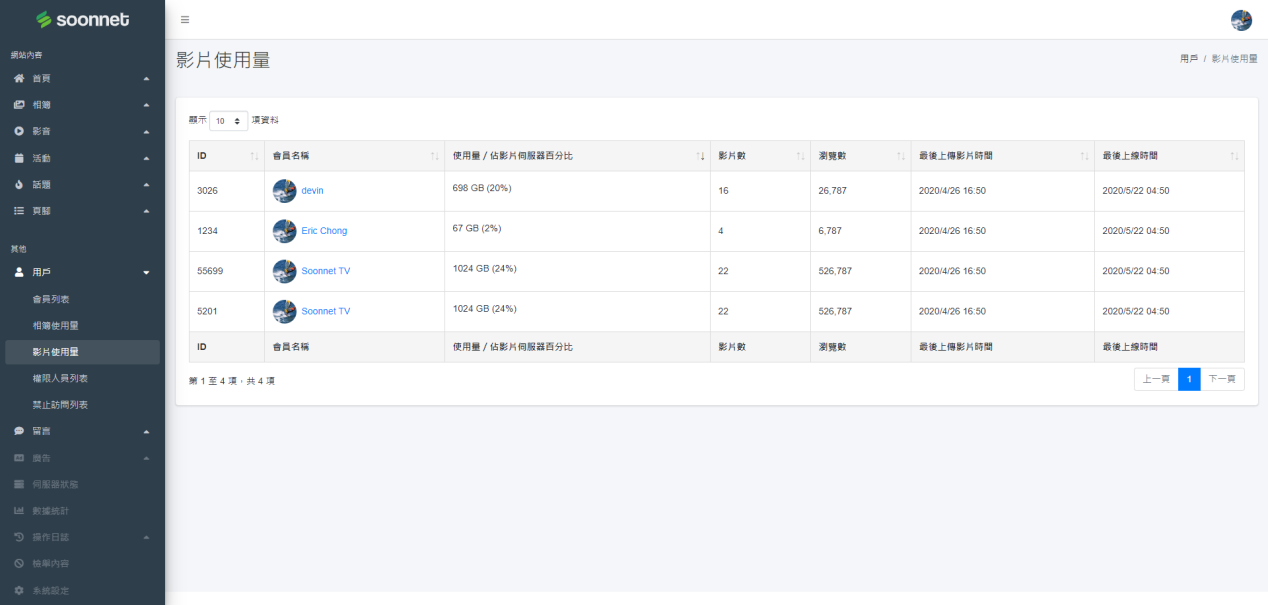 soonnet
網站內容
首頁
相簿
影音
活動
話題
頁腳
其他
用戶
會員列表
相簿使用量
影片使用量
權限人員列表
禁止訪問列表
留言
廣告
伺服器狀態
數據統計
操作日誌
檢舉內容
系統設定
影片使用量
用戶 / 影片使用量
顯示 10 項資料
ID 會員名稱 使用量 / 佔影片伺服器百分比 影片數 瀏覽數 最後上傳影片時間 最後上線時間
3026 devin 698 GB (20%) 16 26,787 2020/4/26 16:50 2020/5/22 04:50
1234 Eric Chong 67 GB (2%) 4 6,787 2020/4/26 16:50 2020/5/22 04:50
55699 Soonnet TV 1024 GB (24%) 22 526,787 2020/4/26 16:50 2020/5/22 04:50
5201 Soonnet TV 1024 GB (24%) 22 526,787 2020/4/26 16:50 2020/5/22 04:50
ID 會員名稱 使用量 / 佔影片伺服器百分比 影片數 瀏覽數 最後上傳影片時間 最後上線時間
第 1 至 4 項，共 4 項
上一頁 1 下一頁